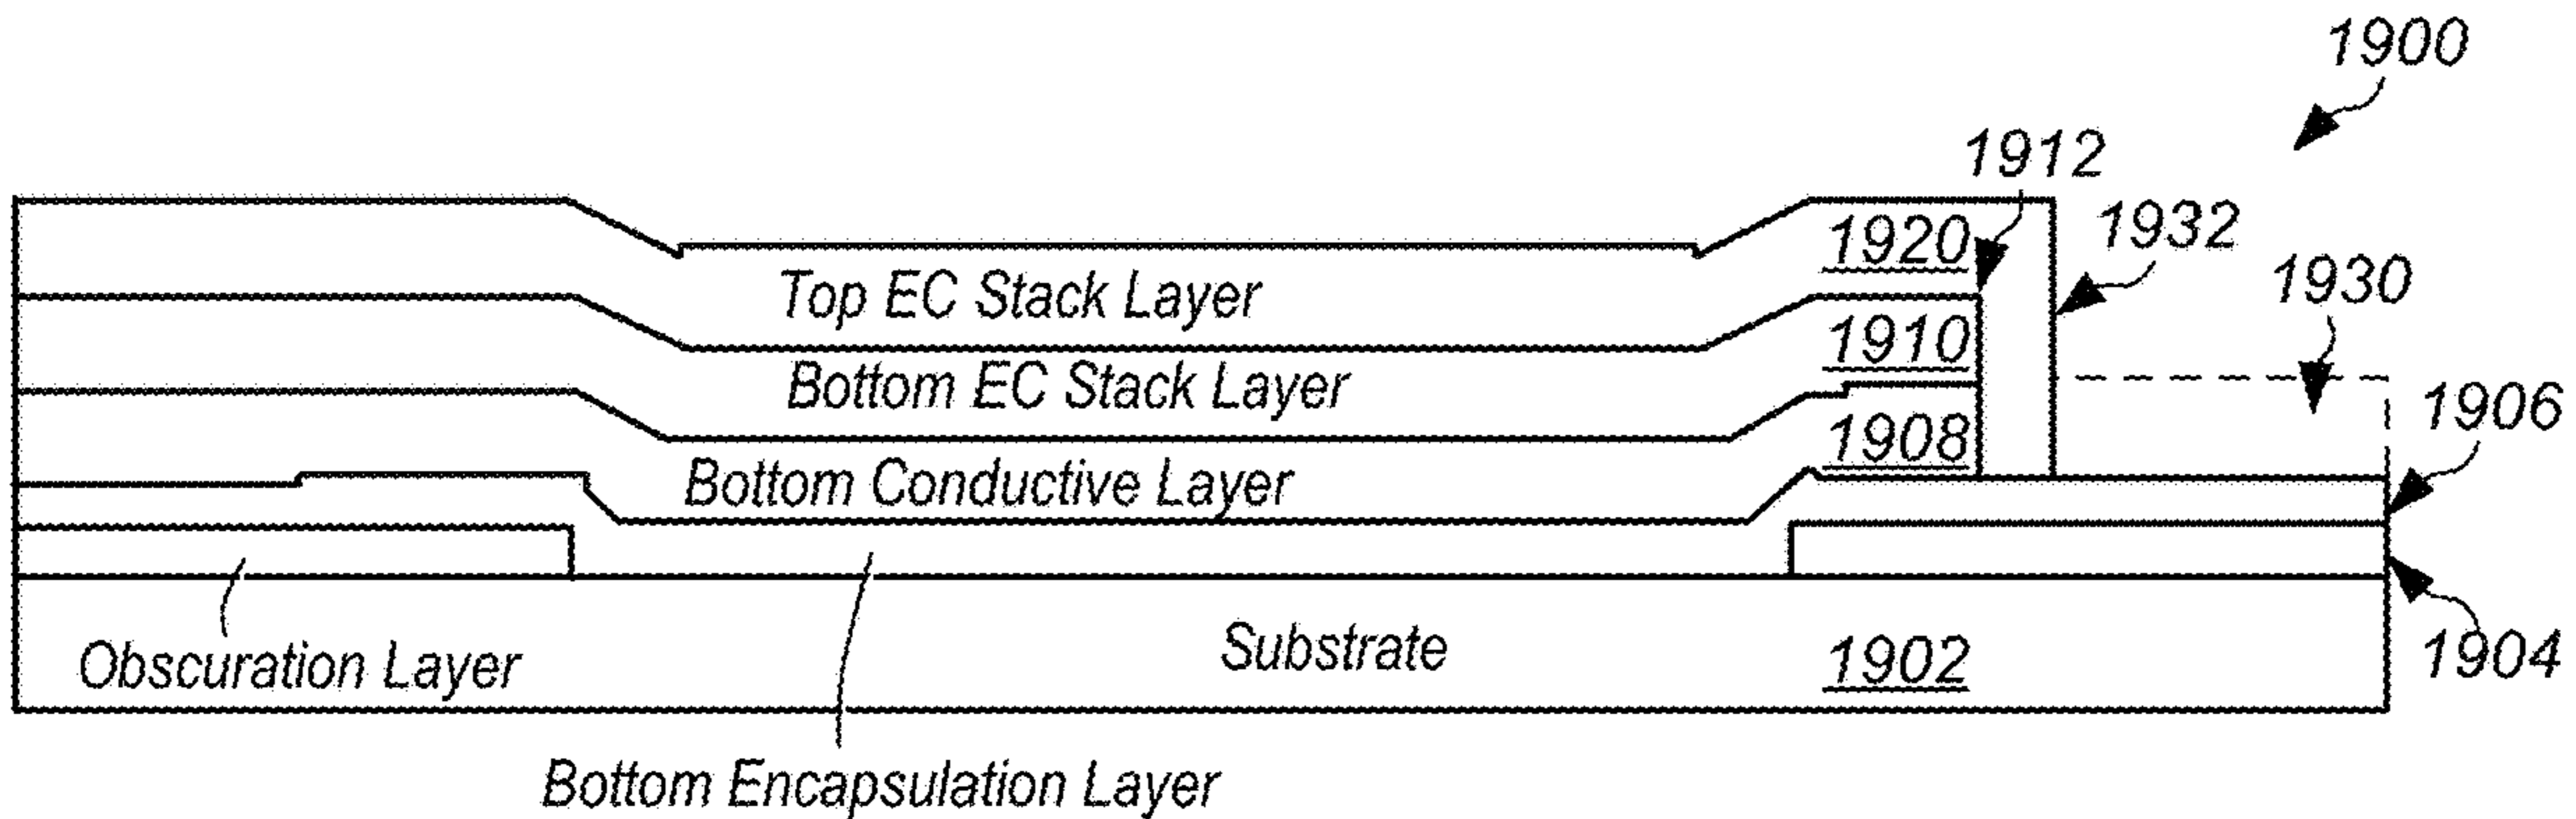 1900
1912
1920
1932
Top EC Stack Layer
1930
1910
Bottom EC Stack Layer
1906
1908
Bottom Conductive Layer
Substrate
1902
1904
Obscuration Layer
Bottom Encapsulation Layer